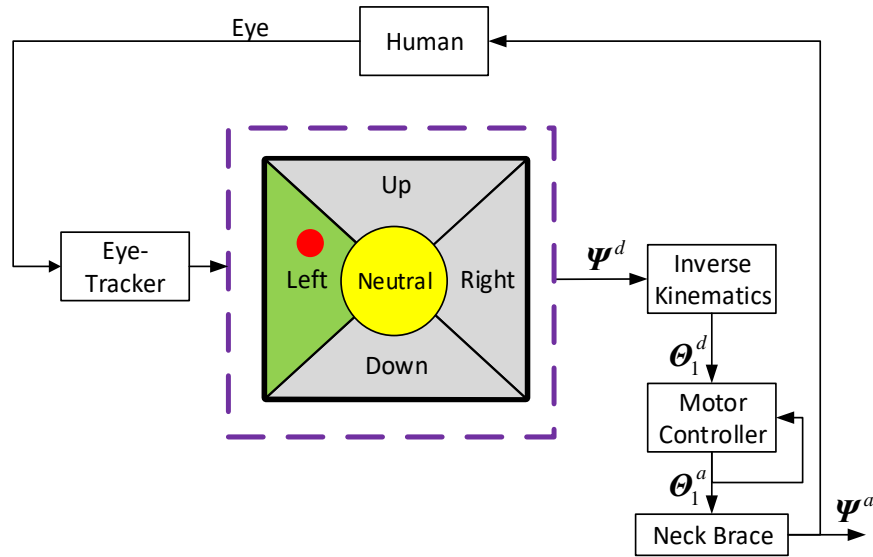 Eye
Human
Up
Eye-
Tracker
Left
Neutral
Right
Down
Ψᵈ
Inverse
Kinematics
Θ₁ᵈ
Motor
Controller
Θ₁ᵃ
Neck Brace
Ψᵃ